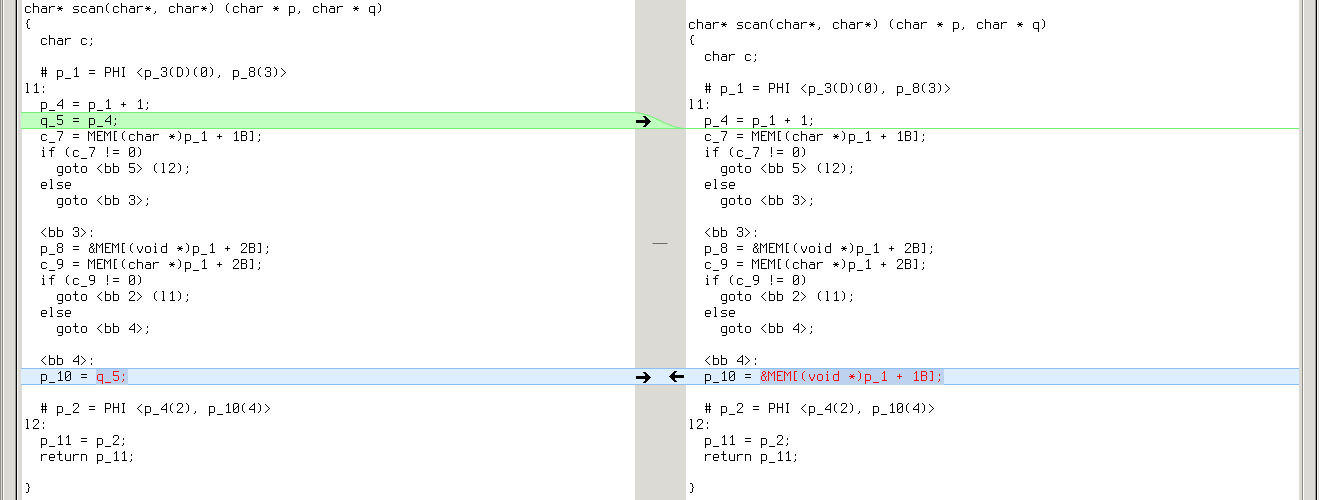 char* scan(char*, char*) (char * p, char * q)
{
  char c;

  # p_1 = PHI <p_3(D)(0), p_8(3)>
l1:
  p_4 = p_1 + 1;
  q_5 = p_4;
  c_7 = MEM[(char *)p_1 + 1B];
  if (c_7 != 0)
    goto <bb 5> (l2);
  else
    goto <bb 3>;

  <bb 3>:
  p_8 = &MEM[(void *)p_1 + 2B];
  c_9 = MEM[(char *)p_1 + 2B];
  if (c_9 != 0)
    goto <bb 2> (l1);
  else
    goto <bb 4>;

  <bb 4>:
  p_10 = q_5;

  # p_2 = PHI <p_4(2), p_10(4)>
l2:
  p_11 = p_2;
  return p_11;

}
char* scan(char*, char*) (char * p, char * q)
{
  char c;

  # p_1 = PHI <p_3(D)(0), p_8(3)>
l1:
  p_4 = p_1 + 1;
  c_7 = MEM[(char *)p_1 + 1B];
  if (c_7 != 0)
    goto <bb 5> (l2);
  else
    goto <bb 3>;

  <bb 3>:
  p_8 = &MEM[(void *)p_1 + 2B];
  c_9 = MEM[(char *)p_1 + 2B];
  if (c_9 != 0)
    goto <bb 2> (l1);
  else
    goto <bb 4>;

  <bb 4>:
  p_10 = &MEM[(void *)p_1 + 1B];

  # p_2 = PHI <p_4(2), p_10(4)>
l2:
  p_11 = p_2;
  return p_11;

}